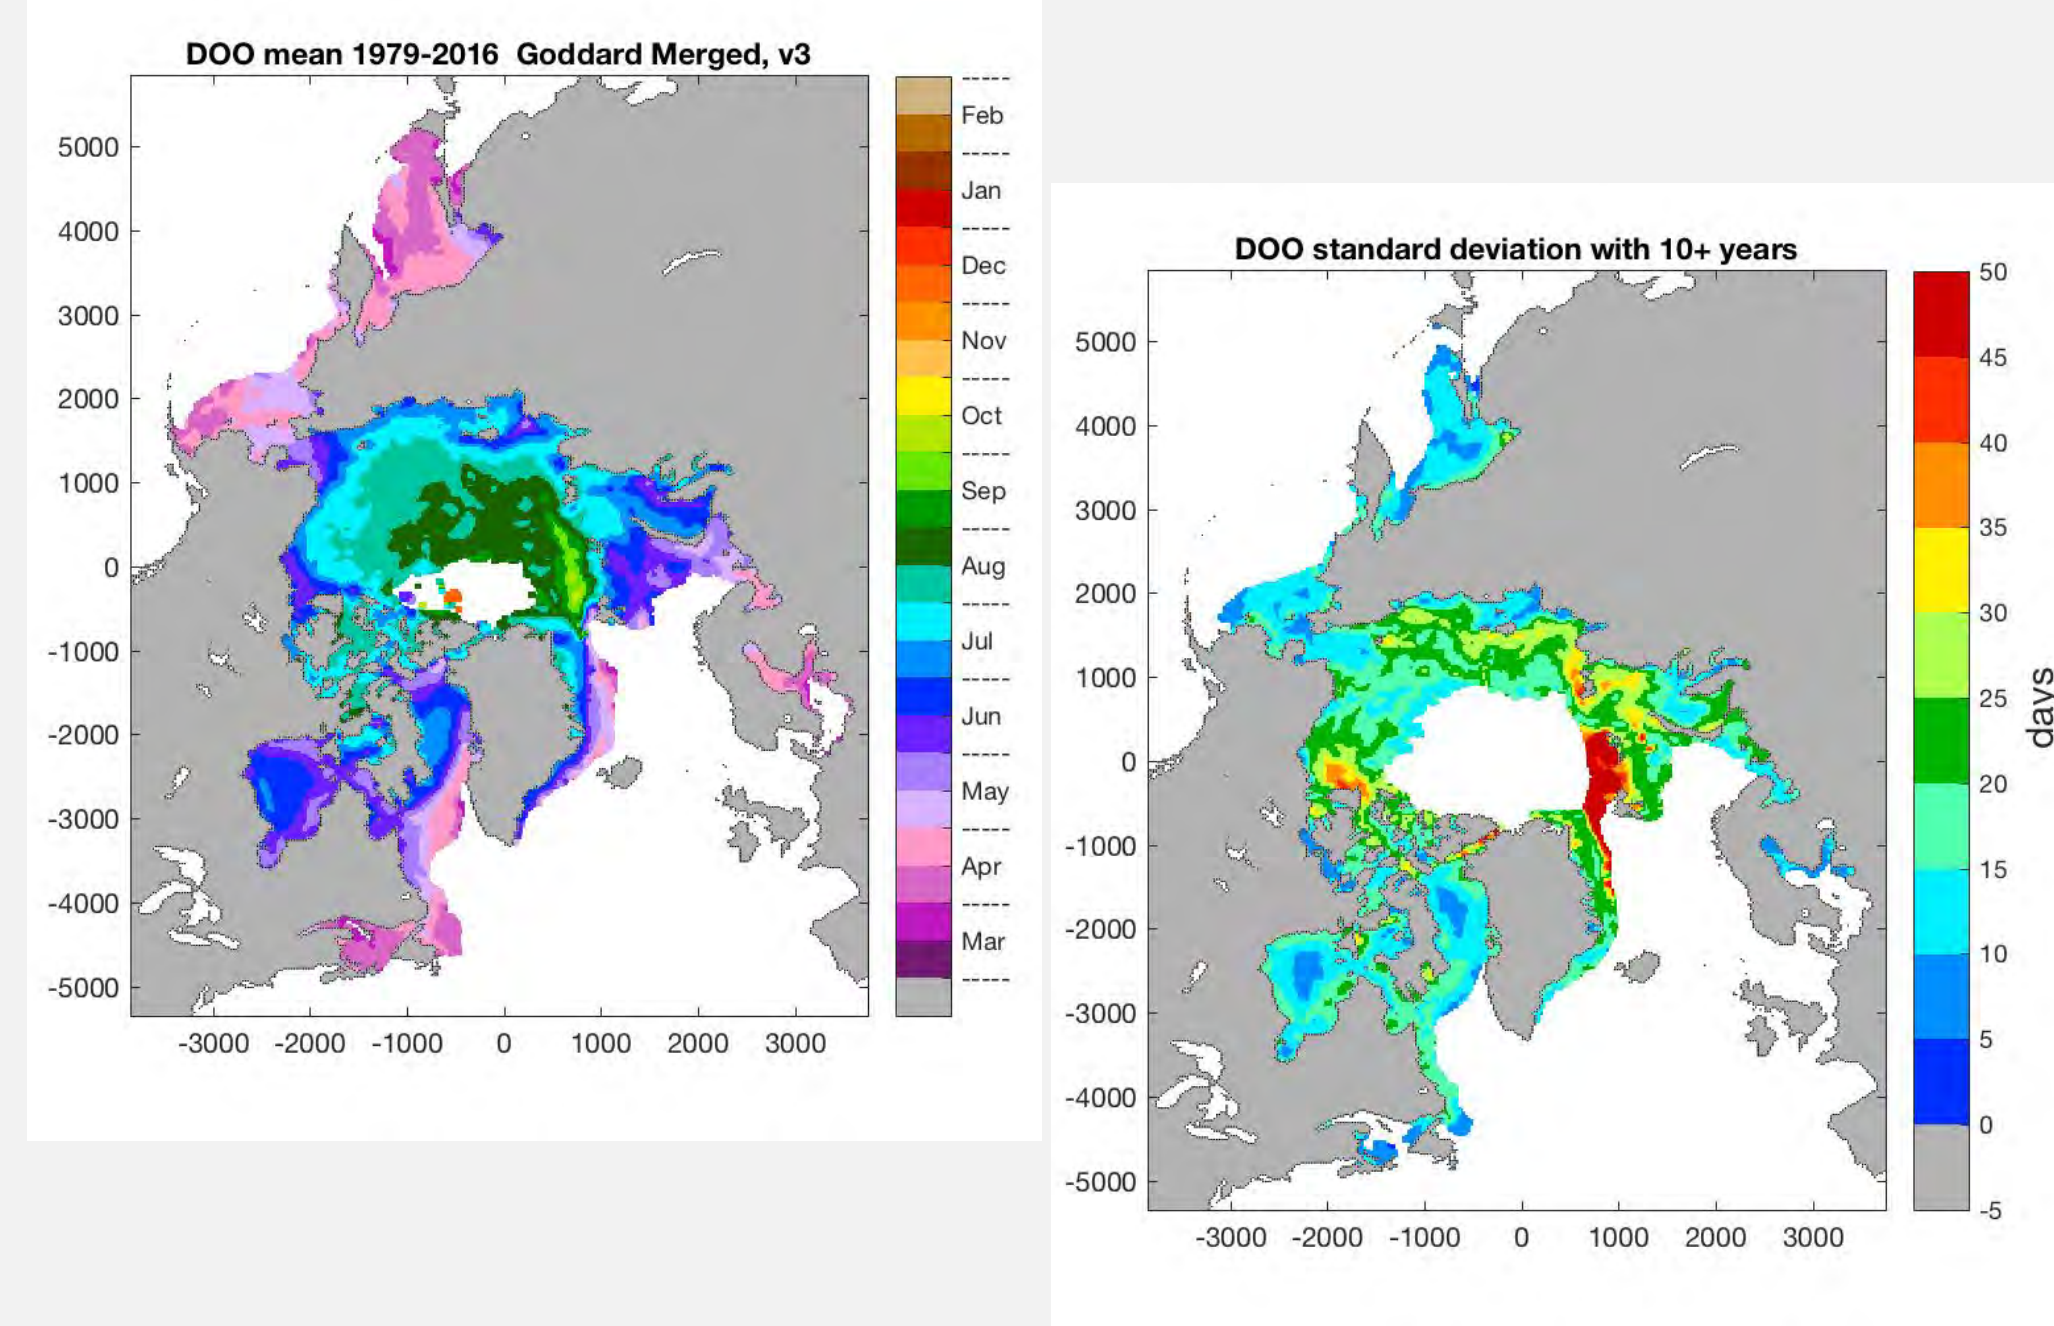 DOO mean 1979-2016 Goddard Merged, v3
5000
4000
3000
2000
1000
0
-1000
-2000
-3000
-4000
-5000
-3000 -2000 -1000 0 1000 2000 3000
-----
Feb
-----
Jan
-----
Dec
-----
Nov
-----
Oct
-----
Sep
-----
Aug
-----
Jul
-----
Jun
-----
May
-----
Apr
-----
Mar
-----
DOO standard deviation with 10+ years
5000
4000
3000
2000
1000
0
-1000
-2000
-3000
-4000
-5000
-3000 -2000 -1000 0 1000 2000 3000
50
45
40
35
30
25
20
15
10
5
0
-5
days